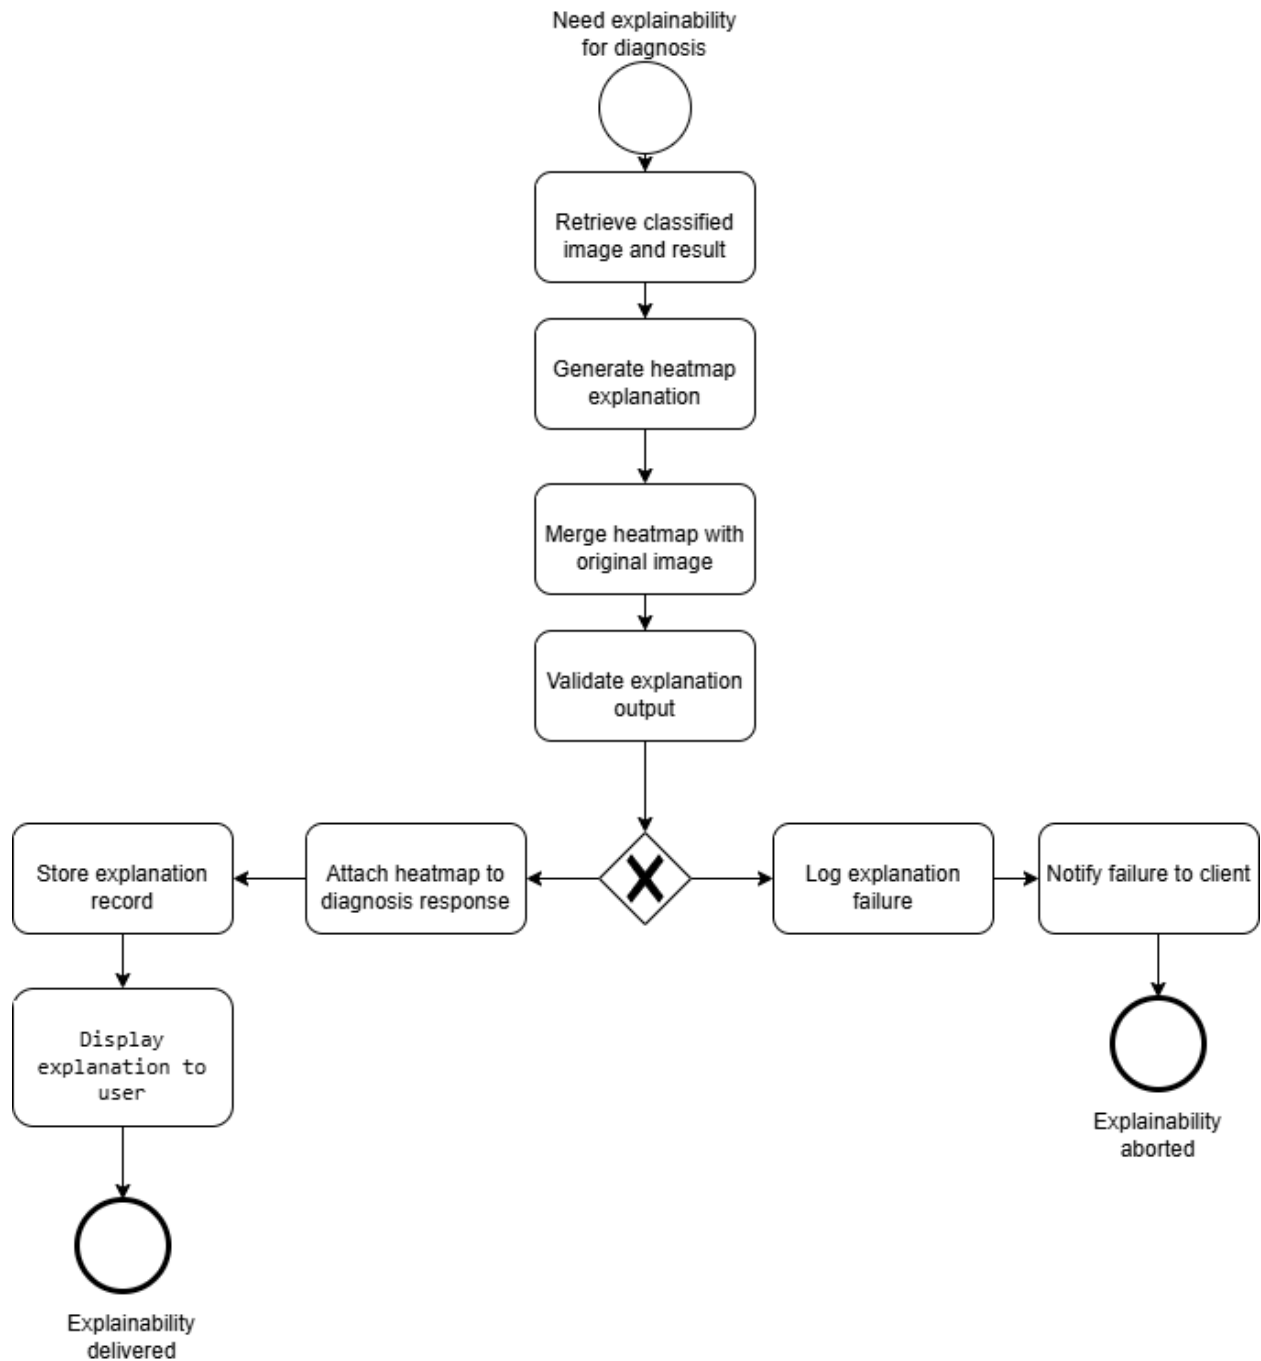 Need explainability
for diagnosis
Retrieve classified
image and result
Generate heatmap
explanation
Merge heatmap with
original image
Validate explanation
output
Store explanation
record
Attach heatmap to
diagnosis response
Log explanation
failure
Notify failure to client
Display
explanation to
user
Explainability
aborted
Explainability
delivered